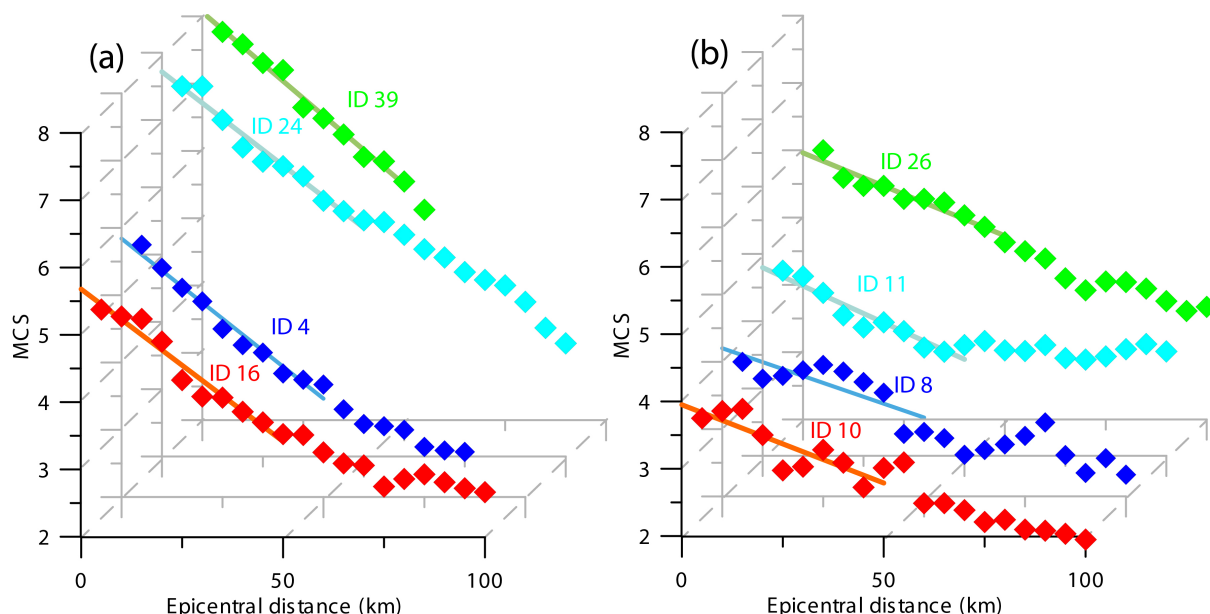 (a)
ID 39
ID 24
ID 4
ID 16
8
7
6
5
4
3
2
MCS
0
50
100
Epicentral distance (km)
(b)
ID 26
ID 11
ID 8
ID 10
8
7
6
5
4
3
2
MCS
0
50
100
Epicentral distance (km)